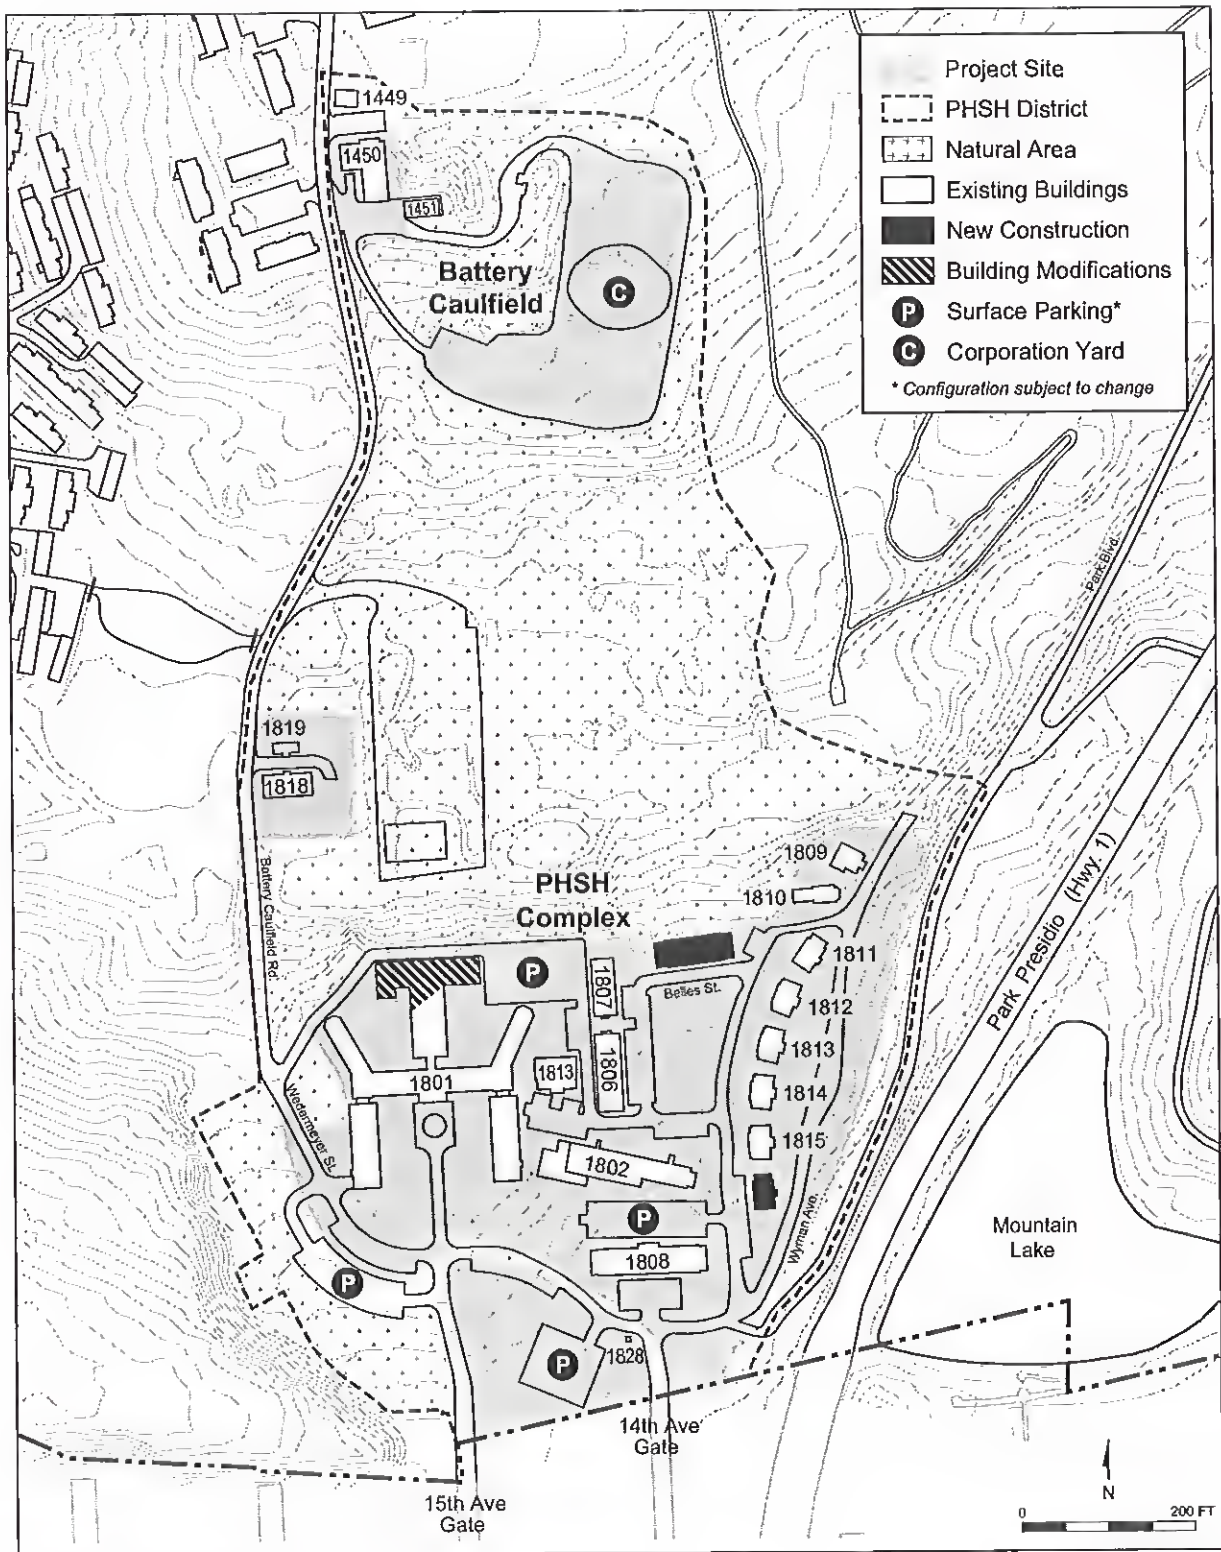 Project Site
PHSH District
Natural Area
Existing Buildings
New Construction
Building Modifications
P Surface Parking*
C Corporation Yard
* Configuration subject to change
1449
1450
1451
Battery
Caulfield
C
Park Blvd.
1819
1818
Battery Caulfield Rd.
PHSH
Complex
1809
1810
1811
1812
1813
1814
1815
Park Presidio (Hwy. 1)
P
1807
Belles St.
1806
1813
1801
Wedermeyer St.
1802
P
1808
Wyman Ave.
Mountain
Lake
P
P
1828
14th Ave
Gate
15th Ave
Gate
N
0 200 FT